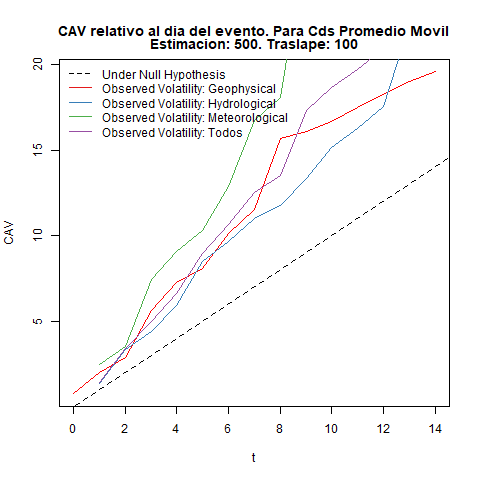 CAV relativo al dia del evento. Para Cds Promedio Movil
Estimacion: 500. Traslape: 100
Under Null Hypothesis
Observed Volatility: Geophysical
Observed Volatility: Hydrological
Observed Volatility: Meteorological
Observed Volatility: Todos
20
15
10
5
CAV
0 2 4 6 8 10 12 14
t